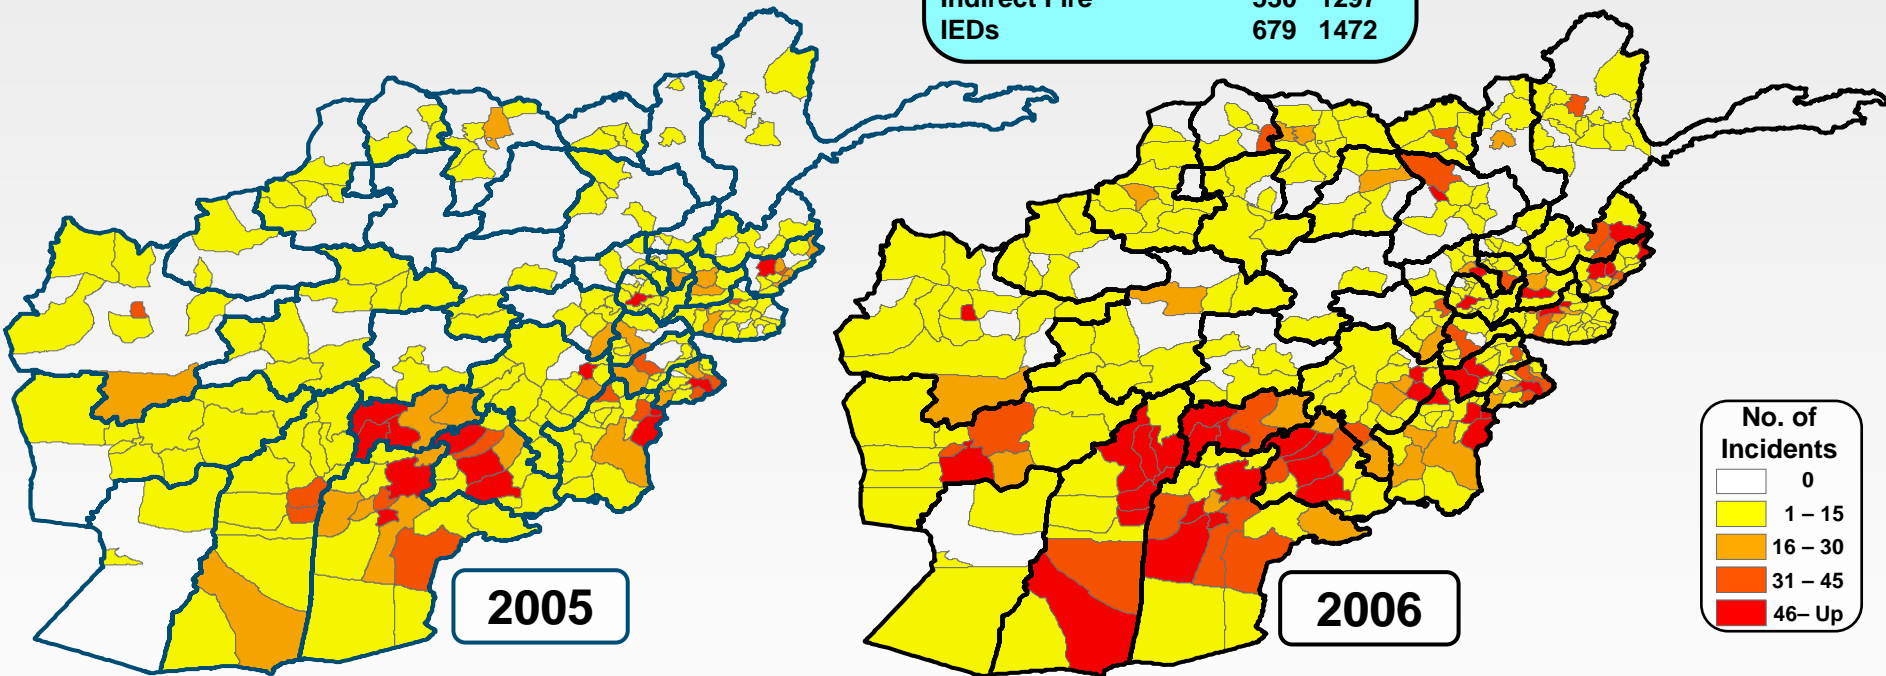 IEDs 679 1472
2005
2006
No. of
Incidents
0
1 – 15
16 – 30
31 – 45
46– Up